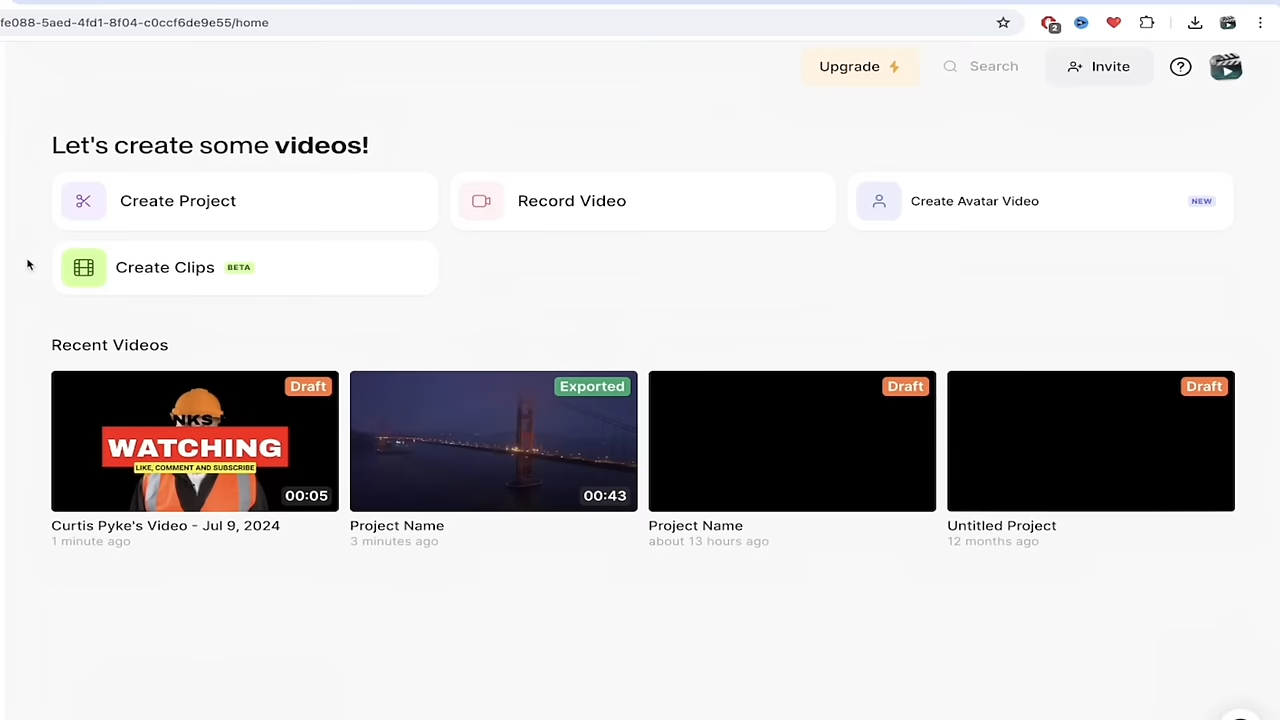 fe088-5aed-4fd1-8f04-c0ccf6de9e55/home
2
Upgrade
Search
Invite
Let's create some videos!
Create Project
Record Video
Create Avatar Video
NEW
Create Clips
BETA
Recent Videos
Draft
NKS
WATCHING
LIKE, COMMENT AND SUBSCRIBE
00:05
Exported
00:43
Draft
Draft
Curtis Pyke's Video - Jul 9, 2024
1 minute ago
Project Name
3 minutes ago
Project Name
about 13 hours ago
Untitled Project
12 months ago